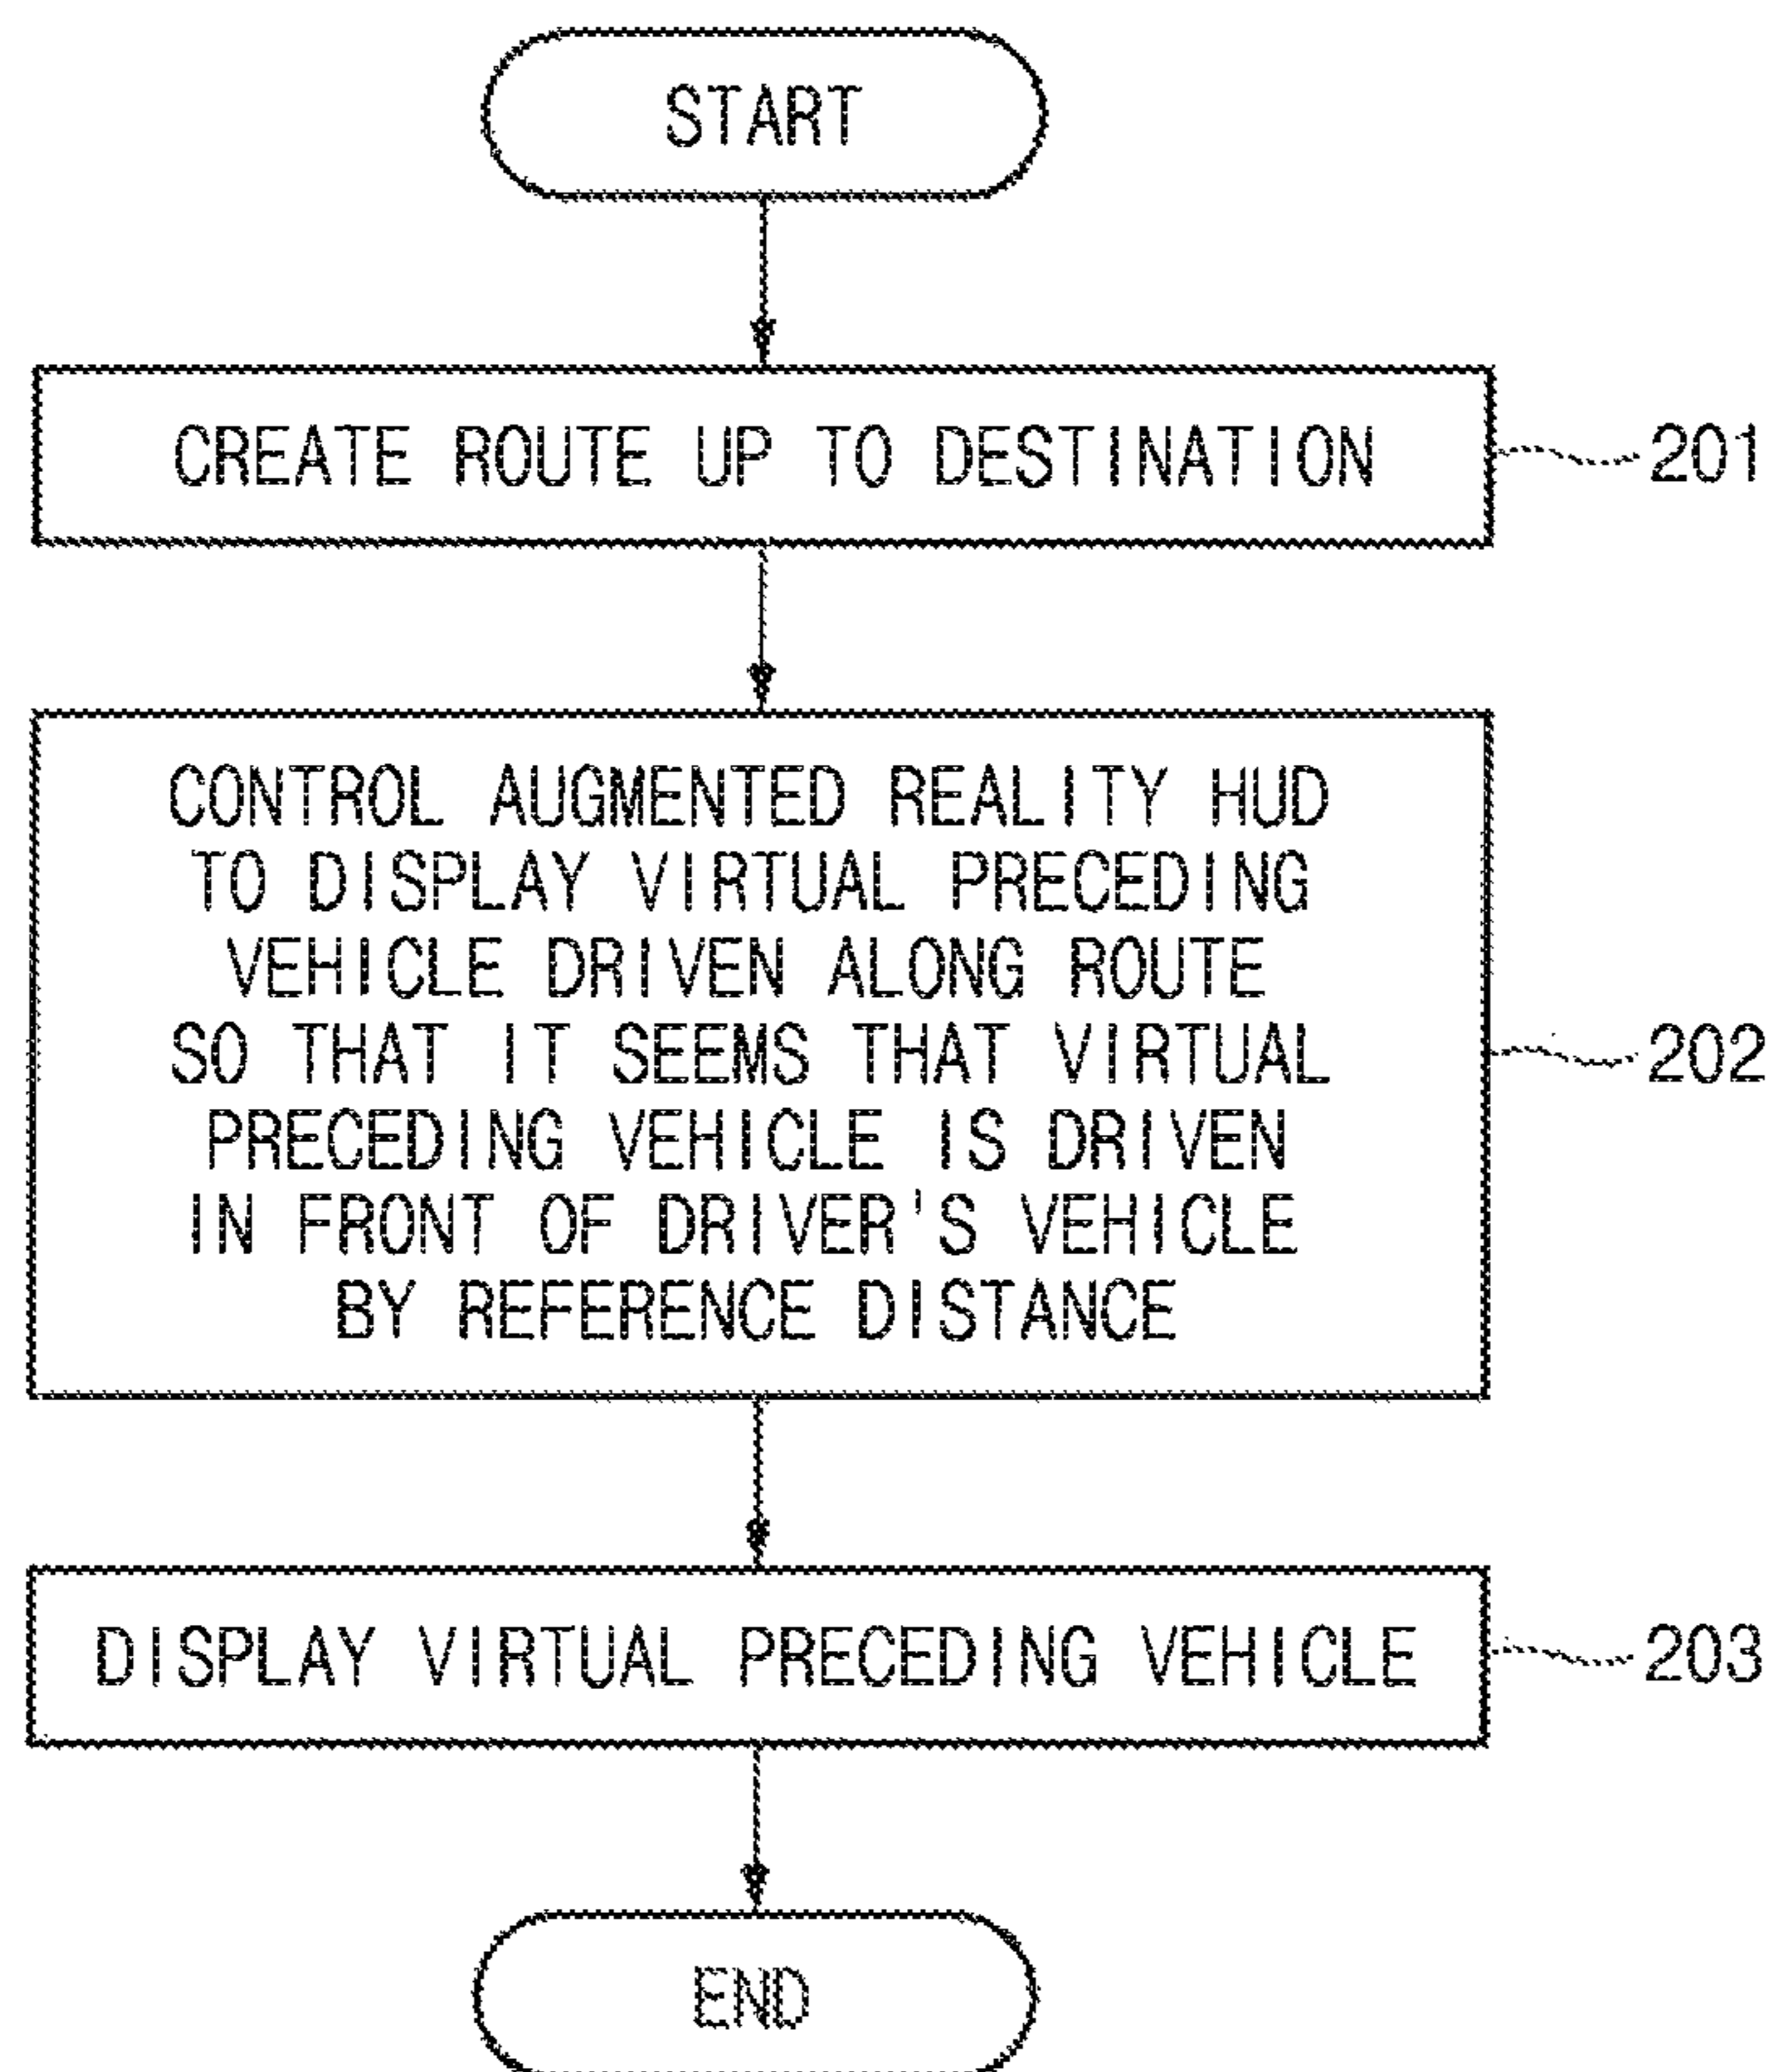 START
CREATE ROUTE UP TO DESTINATION
201
CONTROL AUGMENTED REALITY HUD
TO DISPLAY VIRTUAL PRECEDING
VEHICLE DRIVEN ALONG ROUTE
SO THAT IT SEEMS THAT VIRTUAL
PRECEDING VEHICLE IS DRIVEN
IN FRONT OF DRIVER'S VEHICLE
BY REFERENCE DISTANCE
202
DISPLAY VIRTUAL PRECEDING VEHICLE
203
END